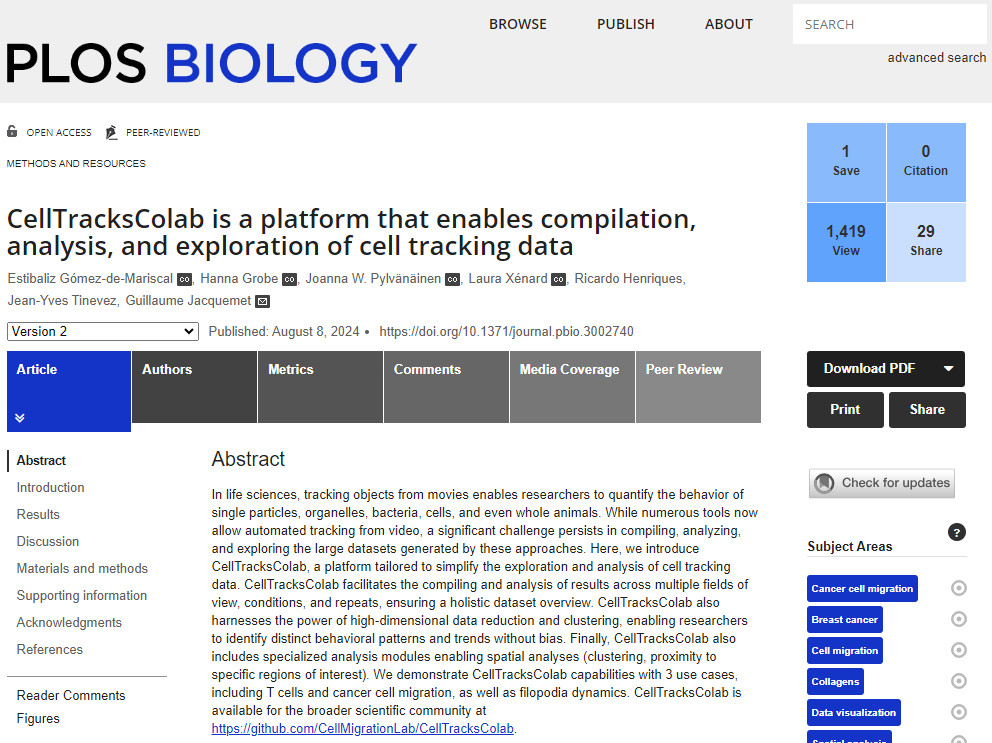 BROWSE PUBLISH ABOUT SEARCH
advanced search
PLOS BIOLOGY
OPEN ACCESS PEER-REVIEWED
METHODS AND RESOURCES
1
Save
0
Citation
1,419
View
29
Share
CellTracksColab is a platform that enables compilation,
analysis, and exploration of cell tracking data
Estibaliz Gómez-de-Mariscal co, Hanna Grobe co, Joanna W. Pylvänäinen co, Laura Xénard co, Ricardo Henriques,
Jean-Yves Tinevez, Guillaume Jacquemet
Version 2 Published: August 8, 2024 • https://doi.org/10.1371/journal.pbio.3002740
Article Authors Metrics Comments Media Coverage Peer Review
Download PDF
Print Share
Abstract
Introduction
Results
Discussion
Materials and methods
Supporting information
Acknowledgments
References
Reader Comments
Figures
Abstract
In life sciences, tracking objects from movies enables researchers to quantify the behavior of
single particles, organelles, bacteria, cells, and even whole animals. While numerous tools now
allow automated tracking from video, a significant challenge persists in compiling, analyzing,
and exploring the large datasets generated by these approaches. Here, we introduce
CellTracksColab, a platform tailored to simplify the exploration and analysis of cell tracking
data. CellTracksColab facilitates the compiling and analysis of results across multiple fields of
view, conditions, and repeats, ensuring a holistic dataset overview. CellTracksColab also
harnesses the power of high-dimensional data reduction and clustering, enabling researchers
to identify distinct behavioral patterns and trends without bias. Finally, CellTracksColab also
includes specialized analysis modules enabling spatial analyses (clustering, proximity to
specific regions of interest). We demonstrate CellTracksColab capabilities with 3 use cases,
including T cells and cancer cell migration, as well as filopodia dynamics. CellTracksColab is
available for the broader scientific community at
https://github.com/CellMigrationLab/CellTracksColab.
Check for updates
?
Subject Areas
Cancer cell migration
Breast cancer
Cell migration
Collagens
Data visualization
Spatial analysis